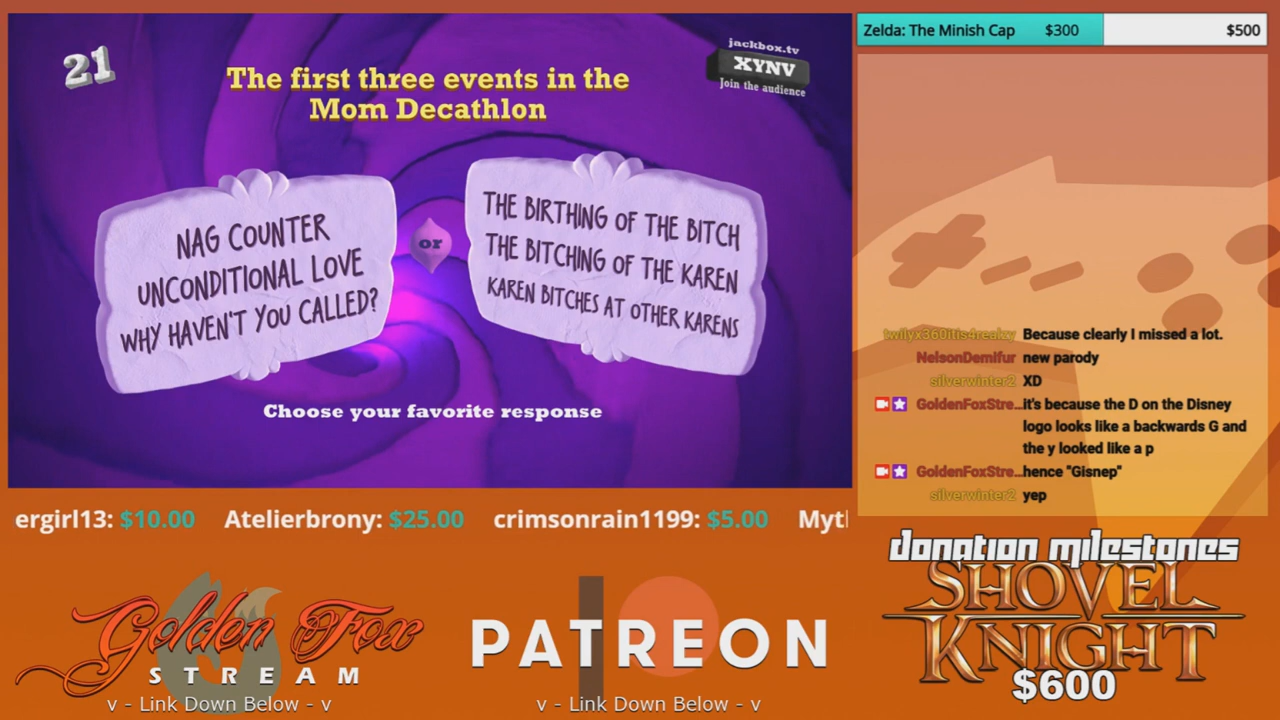 21
The first three events in the
Mom Decathlon
jackbox.tv
XYNV
Join the audience
NAG COUNTER
UNCONDITIONAL LOVE
WHY HAVEN'T YOU CALLED?
or
THE BIRTHING OF THE BITCH
THE BITCHING OF THE KAREN
KAREN BITCHES AT OTHER KARENS
Choose your favorite response
Zelda: The Minish Cap $300 $500
twilyx360itis4realzv Because clearly I missed a lot.
NelsonDemifur new parody
silverwinter2 XD
GoldenFoxStre...it's because the D on the Disney
logo looks like a backwards G and
the y looked like a p
GoldenFoxStre...hence "Gisnep"
silverwinter2 yep
ergirl13: $10.00 Atelierbrony: $25.00 crimsonrain1199: $5.00 Myt
Golden Fox
STREAM
v - Link Down Below - v
PATREON
v - Link Down Below - v
donation milestones
SHOVEL
KNIGHT
$600